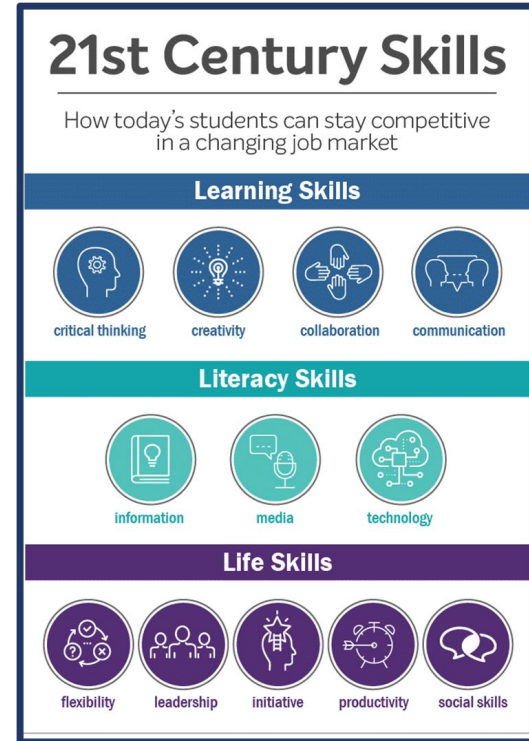 21st Century Skills
How today's students can stay competitive
in a changing job market
Learning Skills
critical thinking
creativity
collaboration
communication
Literacy Skills
information
media
technology
Life Skills
flexibility
leadership
initiative
productivity
social skills